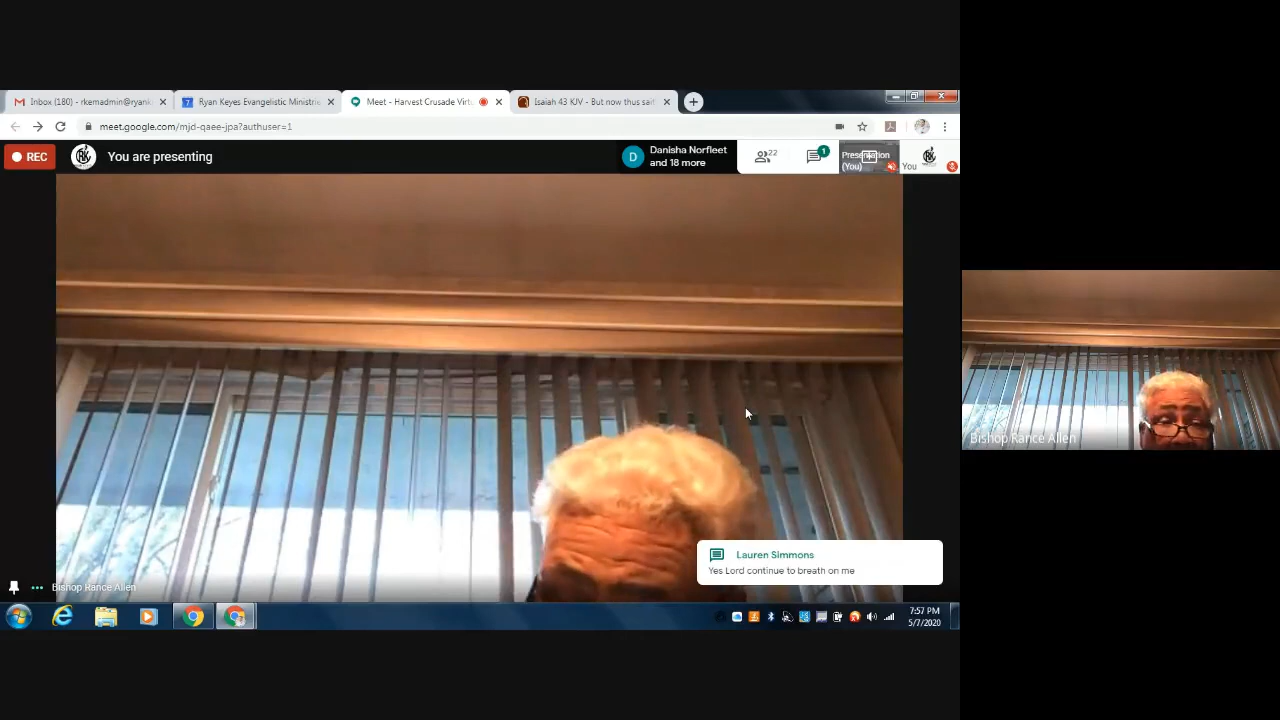 Inbox (180) - rkemadmin@ryank
Ryan Keyes Evangelistic Ministrie
Meet - Harvest Crusade Virtu
Isaiah 43 KJV - But now thus sait
meet.google.com/mjd-qaee-jpa?authuser=1
REC
RK
You are presenting
D
Danisha Norfleet
and 18 more
22
1
Presentation
(You)
You
Lauren Simmons
Yes Lord continue to breath on me
Bishop Rance Allen
Bishop Rance Allen
7:57 PM
5/7/2020